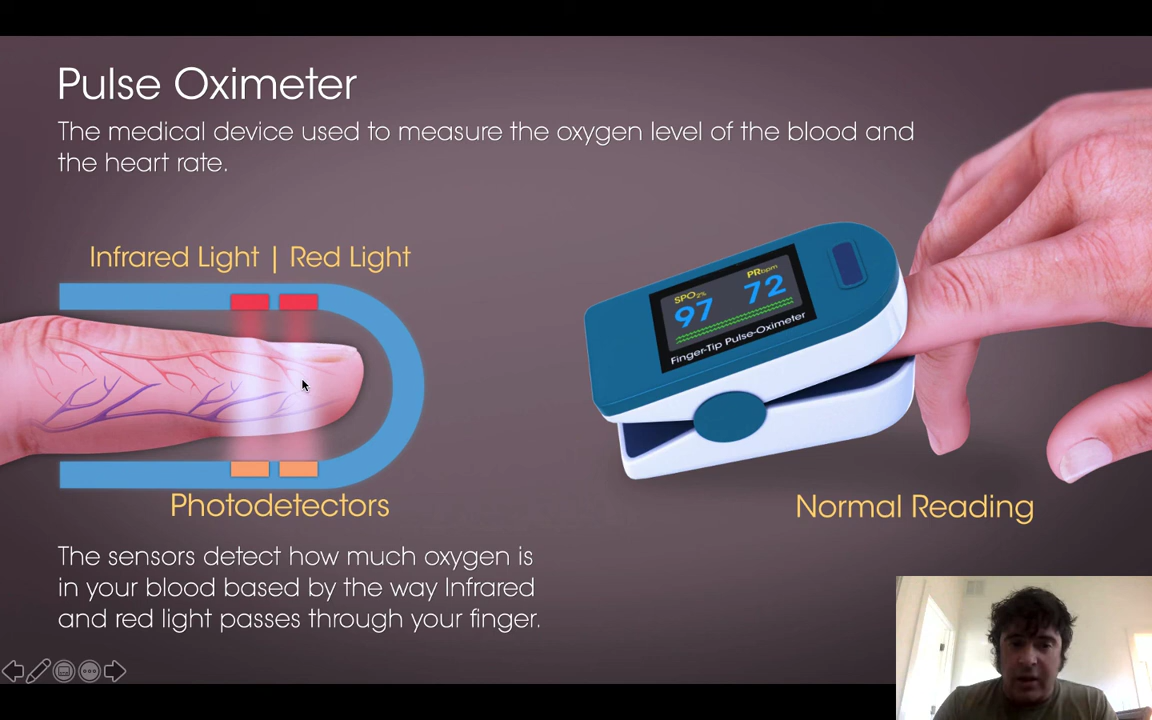 Pulse Oximeter
The medical device used to measure the oxygen level of the blood and
the heart rate.
Infrared Light | Red Light
SPO2% PRbpm
97 72
Finger-Tip Pulse-Oximeter
Photodetectors
Normal Reading
The sensors detect how much oxygen is
in your blood based by the way Infrared
and red light passes through your finger.